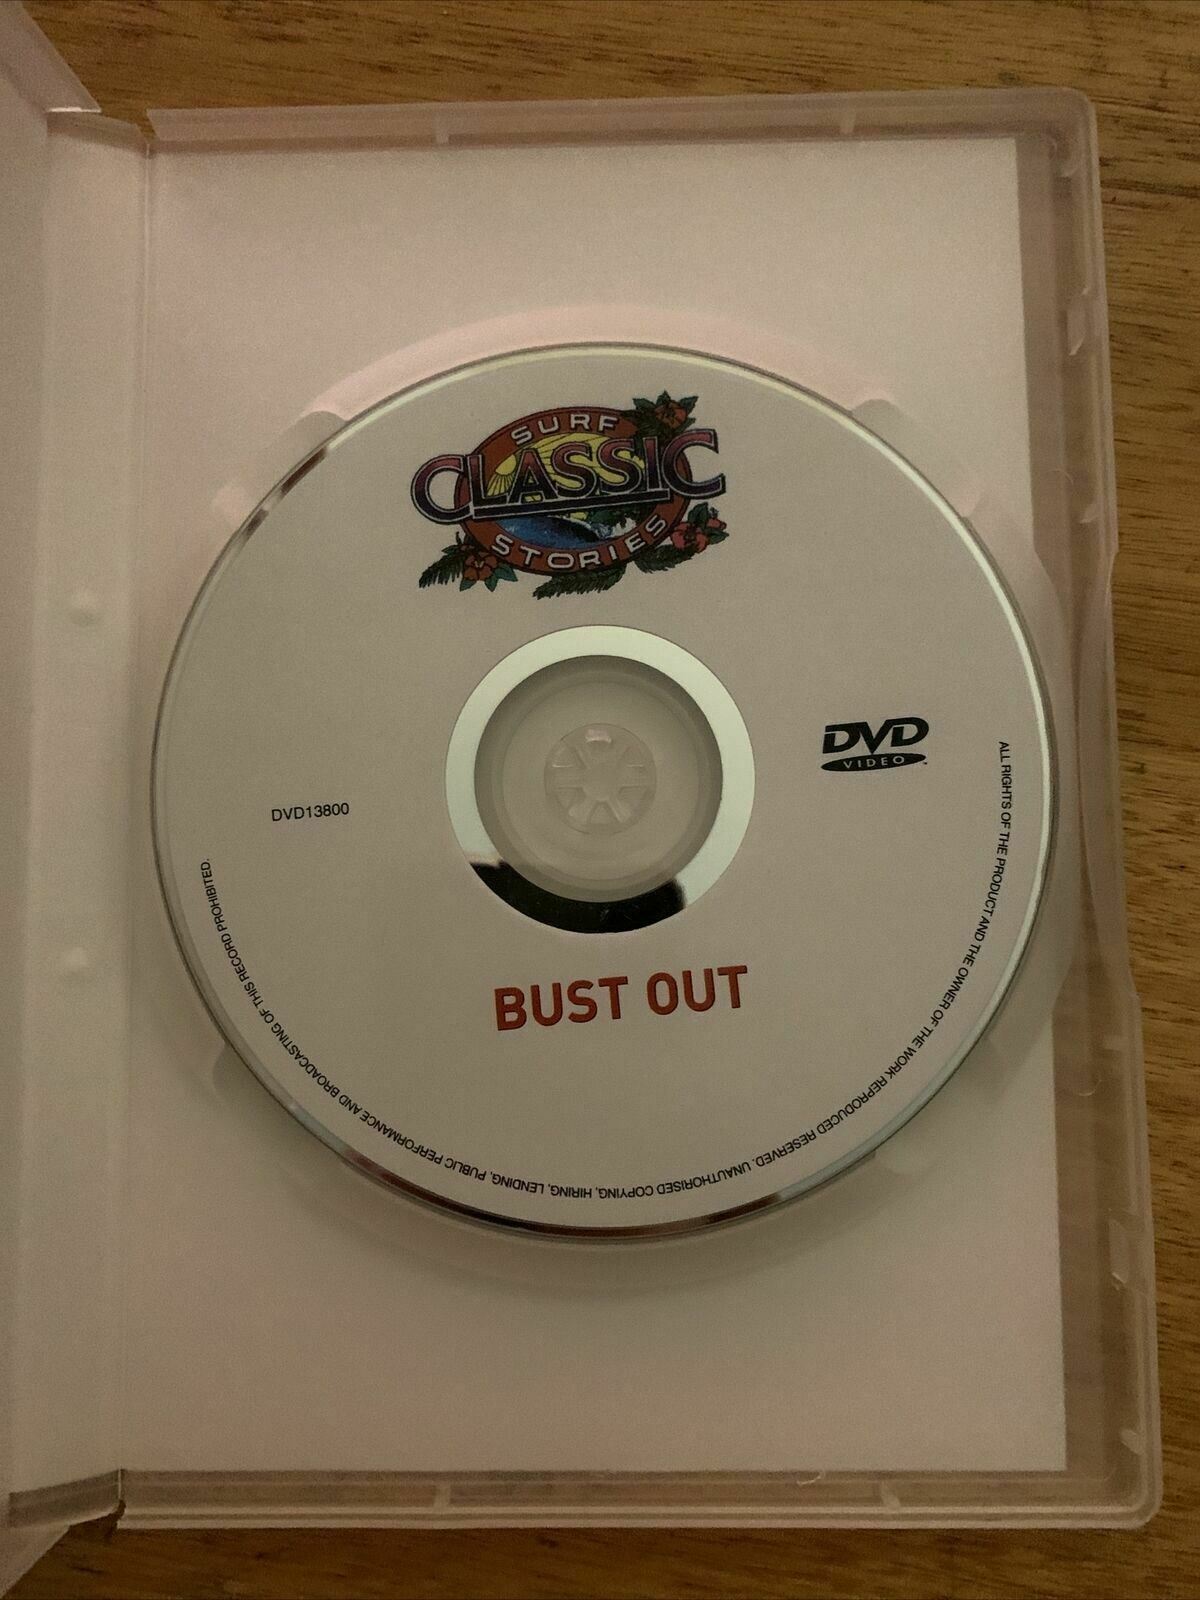 SURF
CLASSIC
STORIES
DVD
VIDEO™
DVD13800
BUST OUT
ALL RIGHTS OF THE PRODUCT AND THE OWNER OF THE WORK REPRODUCED RESERVED. UNAUTHORISED COPYING, HIRING, LENDING, PUBLIC PERFORMANCE AND BROADCASTING OF THIS RECORD PROHIBITED.